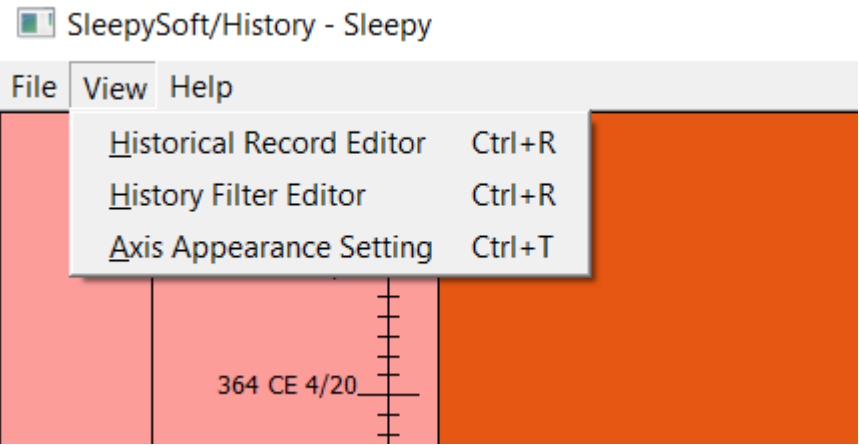 SleepySoft/History - Sleepy
File View Help
Historical Record Editor Ctrl+R
History Filter Editor Ctrl+R
Axis Appearance Setting Ctrl+T
364 CE 4/20